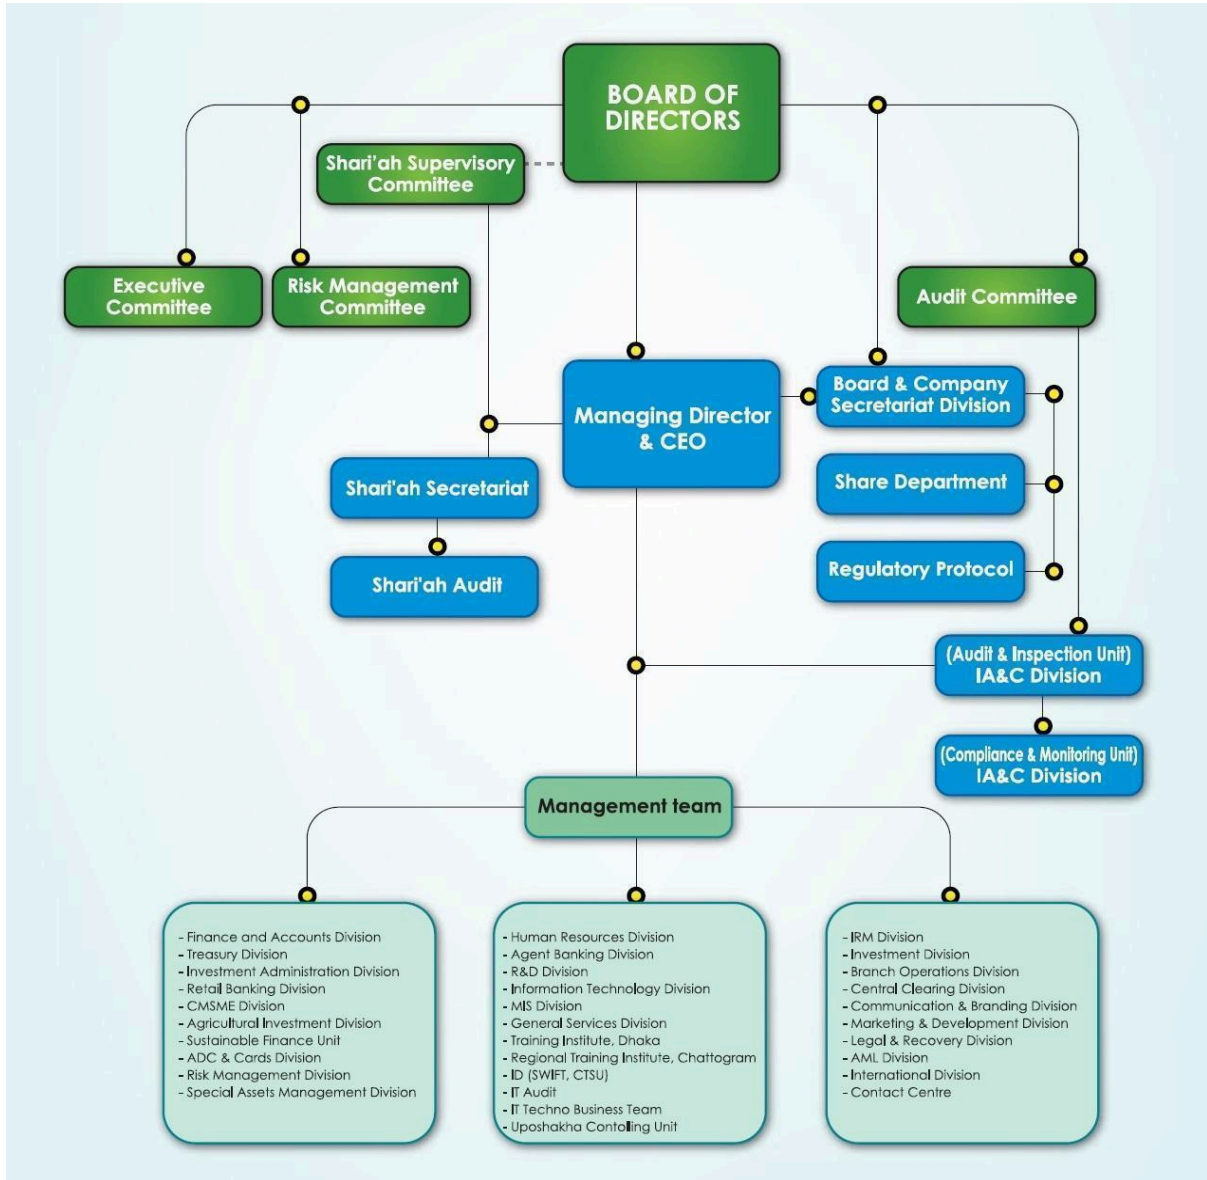 BOARD OF
DIRECTORS
Shari'ah Supervisory
Committee
Executive
Committee
Risk Management
Committee
Audit Committee
Managing Director
& CEO
Board & Company
Secretariat Division
Shari'ah Secretariat
Share Department
Shari'ah Audit
Regulatory Protocol
(Audit & Inspection Unit)
IA&C Division
(Compliance & Monitoring Unit)
IA&C Division
Management team
- Finance and Accounts Division
- Treasury Division
- Investment Administration Division
- Retail Banking Division
- CMSME Division
- Agricultural Investment Division
- Sustainable Finance Unit
- ADC & Cards Division
- Risk Management Division
- Special Assets Management Division
- Human Resources Division
- Agent Banking Division
- R&D Division
- Information Technology Division
- MIS Division
- General Services Division
- Training Institute, Dhaka
- Regional Training Institute, Chattogram
- ID (SWIFT, CTSU)
- IT Audit
- IT Techno Business Team
- Uposhakha Contolling Unit
- IRM Division
- Investment Division
- Branch Operations Division
- Central Clearing Division
- Communication & Branding Division
- Marketing & Development Division
- Legal & Recovery Division
- AML Division
- International Division
- Contact Centre